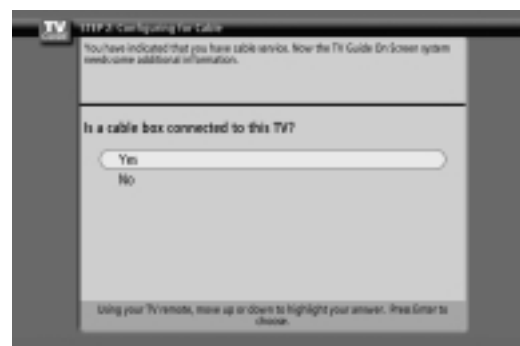 TV
GUIDE
STEP 2: Configuring for Cable
You have indicated that you have cable service. Now the TV Guide On Screen system
needs some additional information.
Is a cable box connected to this TV?
Yes
No
Using your TV remote, move up or down to highlight your answer. Press Enter to
choose.